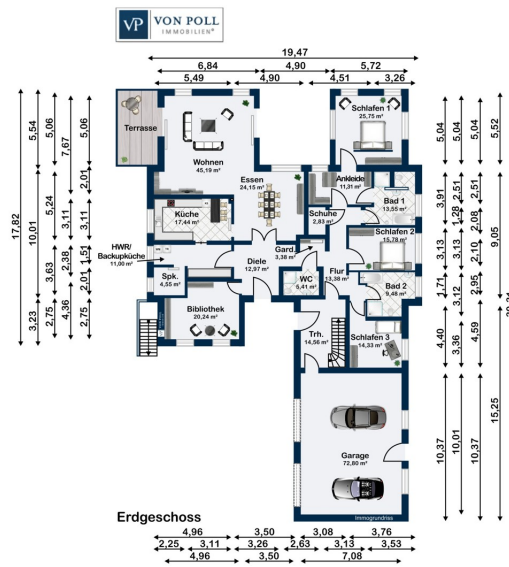 VP VON POLL
IMMOBILIEN®
19,47
6,84 4,90 5,72
5,49 4,90 4,51 3,26
17,82
5,54
10,01
3,23
5,06
5,24
3,63
2,75
7,67
3,11
2,38
4,36
5,06
2,01
3,11
1,51
2,01
2,75
Terrasse
Wohnen
45,19 m²
Essen
24,15 m²
Küche
17,44 m²
HWR/
Backupküche
11,00 m²
Spk.
4,55 m²
Diele
12,97 m²
Bibliothek
20,24 m²
Gard.
3,38 m²
WC
5,41 m²
Flur
13,38 m²
Schlafen 1
25,75 m²
Ankleide
11,31 m²
Schuhe
2,83 m²
Bad 1
13,55 m²
Schlafen 2
15,78 m²
Bad 2
9,48 m²
Schlafen 3
14,33 m²
Trh.
14,56 m²
Garage
72,80 m²
Immogrundriss
5,04
3,91
3,13
1,71
4,40
10,37
5,04
1,28
3,13
3,12
3,36
10,01
5,04
2,51
2,08
2,10
2,95
4,59
10,37
2,51
5,52
9,05
15,25
Erdgeschoss
4,96 3,50 3,08 3,76
2,25 3,11 3,26 2,63 3,13 3,53
4,96 3,50 7,08